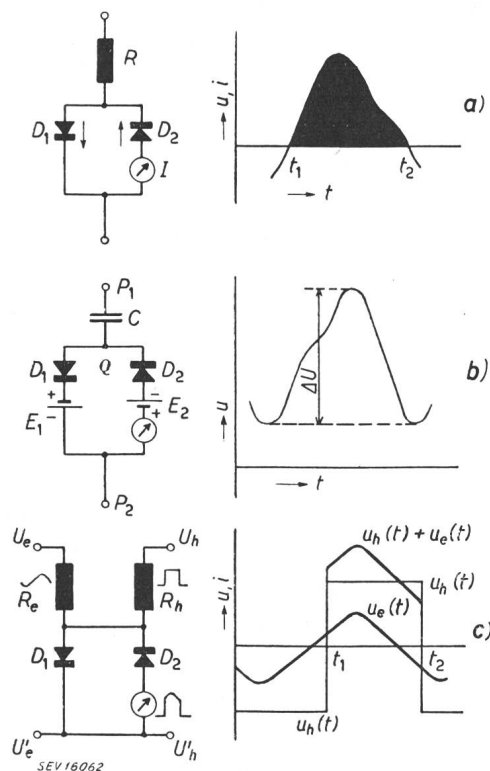 R
D1 D2
I
u, i
t1 t2
t
a)
P1
C
Q
D1 D2
+ -
E1 - + E2
P2
ΔU
u
t
b)
Ue Uh
Re Rh
D1 D2
U'e U'h
SEV16062
u, i
uh(t) + ue(t)
uh(t)
ue(t)
c)
t1 t2
uh(t)